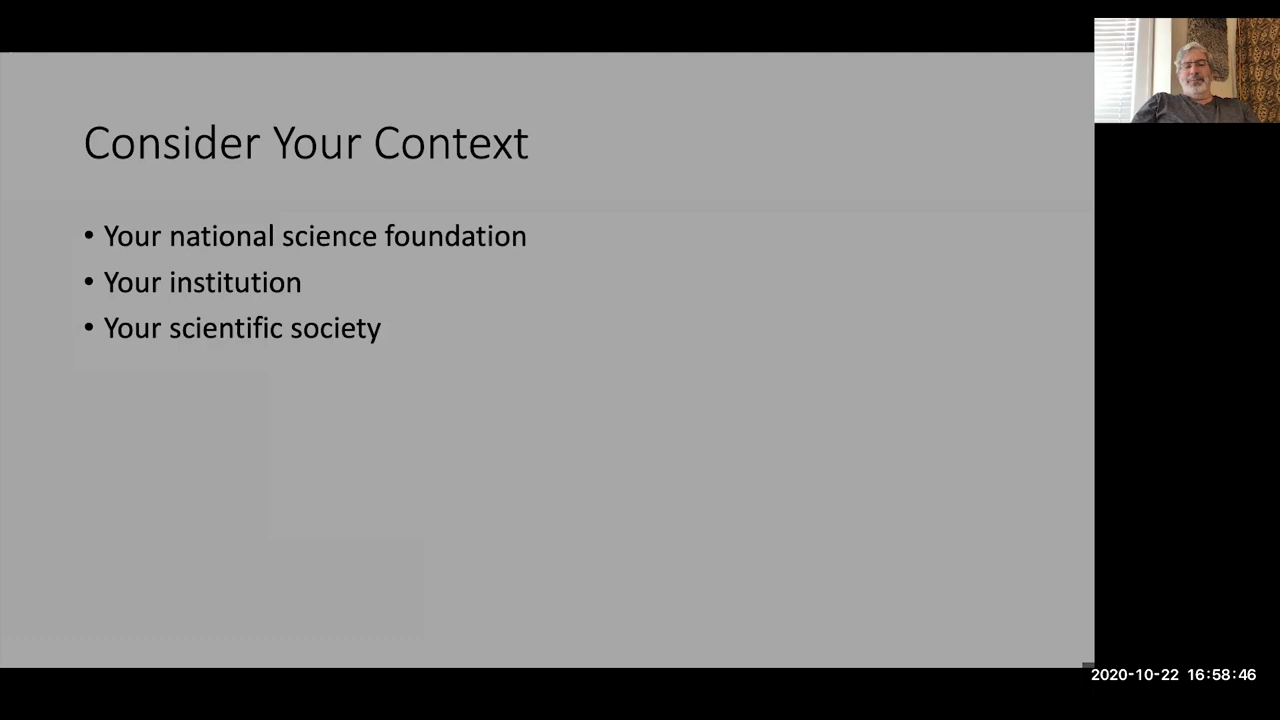 Consider Your Context
• Your national science foundation
• Your institution
• Your scientific society
2020-10-22 16:58:46